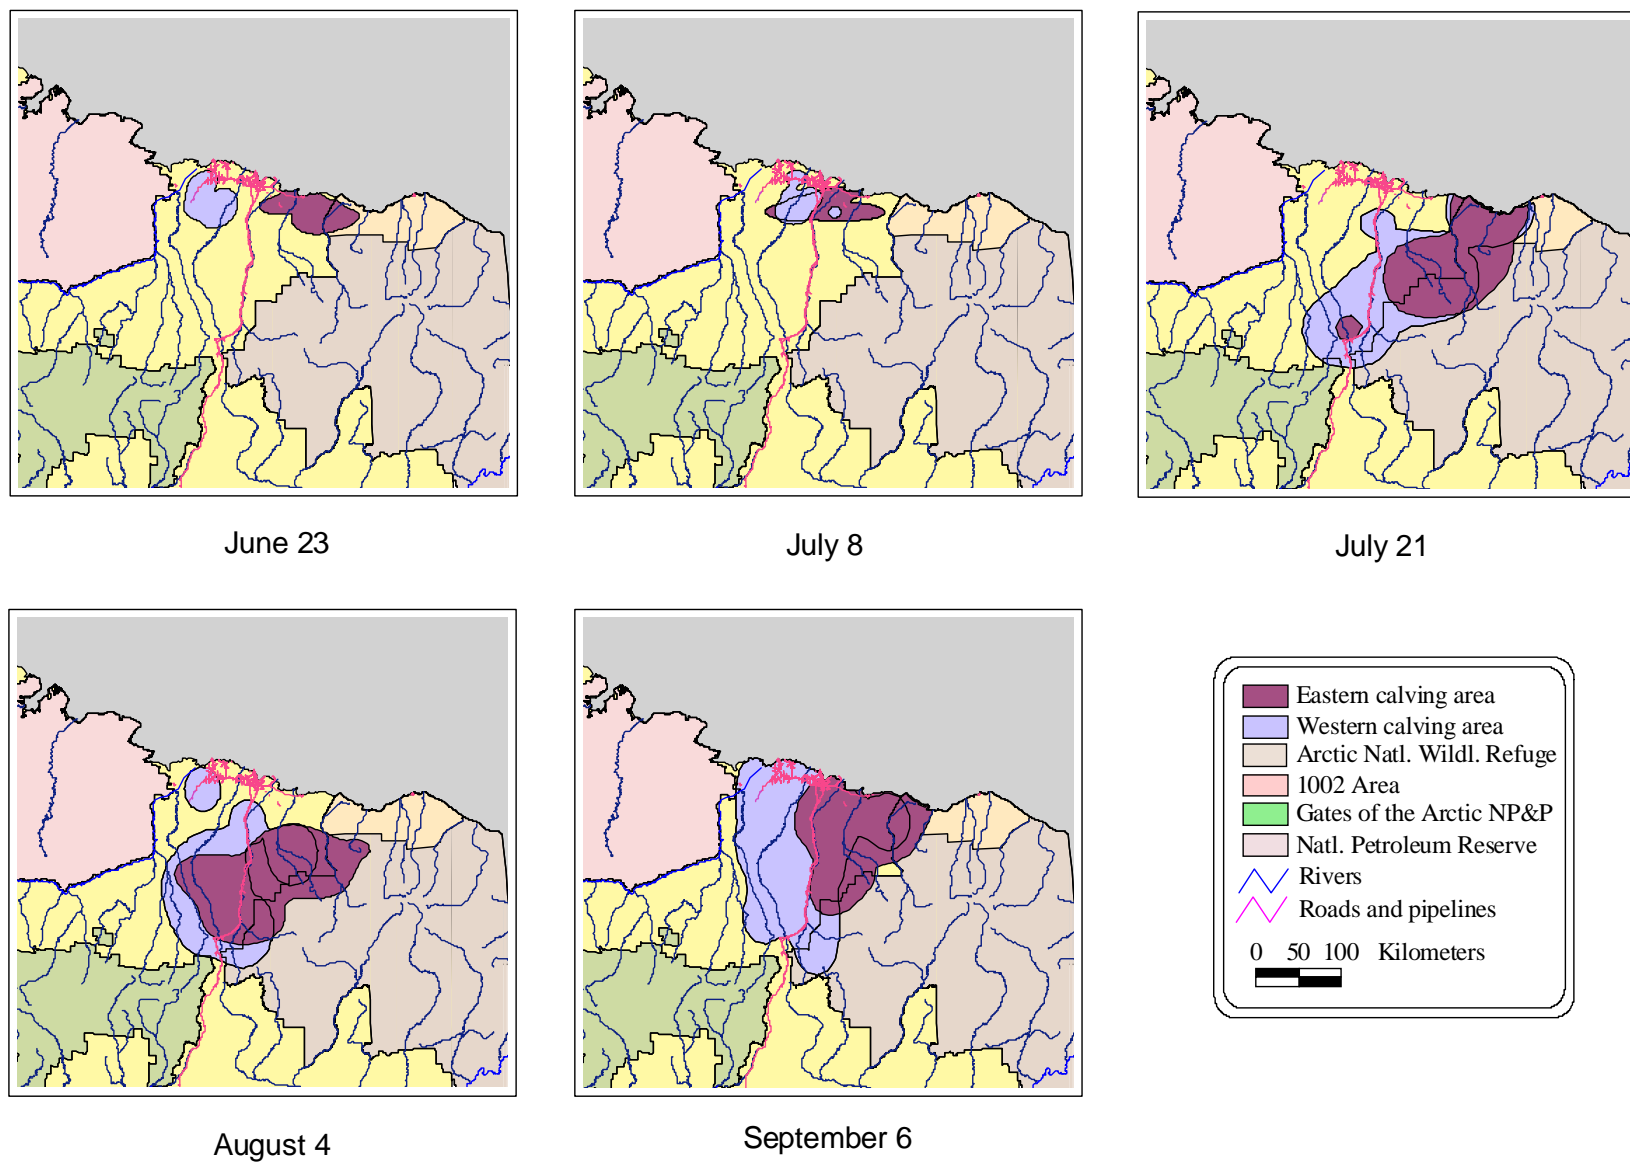 June 23
July 8
July 21
August 4
September 6
Eastern calving area
Western calving area
Arctic Natl. Wildl. Refuge
1002 Area
Gates of the Arctic NP&P
Natl. Petroleum Reserve
Rivers
Roads and pipelines
0 50 100 Kilometers